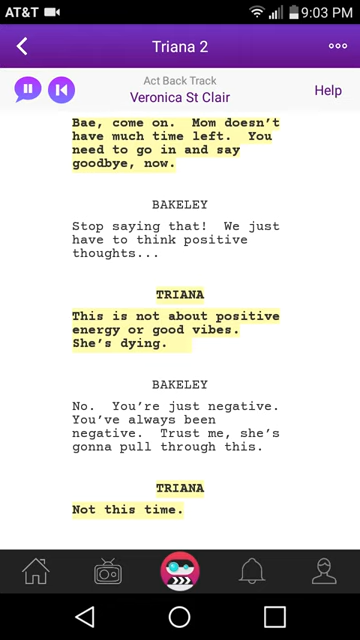 AT&T
9:03 PM
Triana 2
Act Back Track
Veronica St Clair
Help
Bae, come on. Mom doesn't
have much time left. You
need to go in and say
goodbye, now.
BAKELEY
Stop saying that! We just
have to think positive
thoughts...
TRIANA
This is not about positive
energy or good vibes.
She's dying.
BAKELEY
No. You're just negative.
You've always been
negative. Trust me, she's
gonna pull through this.
TRIANA
Not this time.